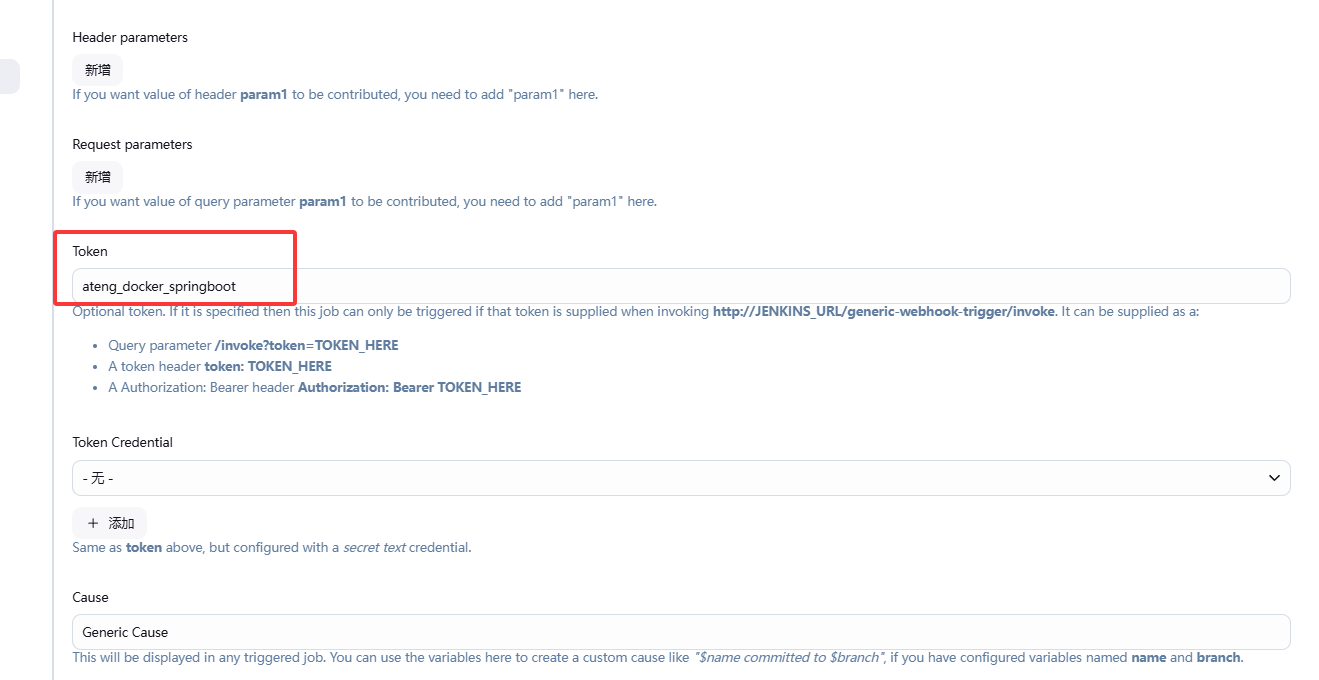 Header parameters
新增
If you want value of header param1 to be contributed, you need to add "param1" here.
Request parameters
新增
If you want value of query parameter param1 to be contributed, you need to add "param1" here.
Token
ateng_docker_springboot
Optional token. If it is specified then this job can only be triggered if that token is supplied when invoking http://JENKINS_URL/generic-webhook-trigger/invoke. It can be supplied as a:
• Query parameter /invoke?token=TOKEN_HERE
• A token header token: TOKEN_HERE
• A Authorization: Bearer header Authorization: Bearer TOKEN_HERE
Token Credential
- 无 -
+ 添加
Same as token above, but configured with a secret text credential.
Cause
Generic Cause
This will be displayed in any triggered job. You can use the variables here to create a custom cause like "$name committed to $branch", if you have configured variables named name and branch.